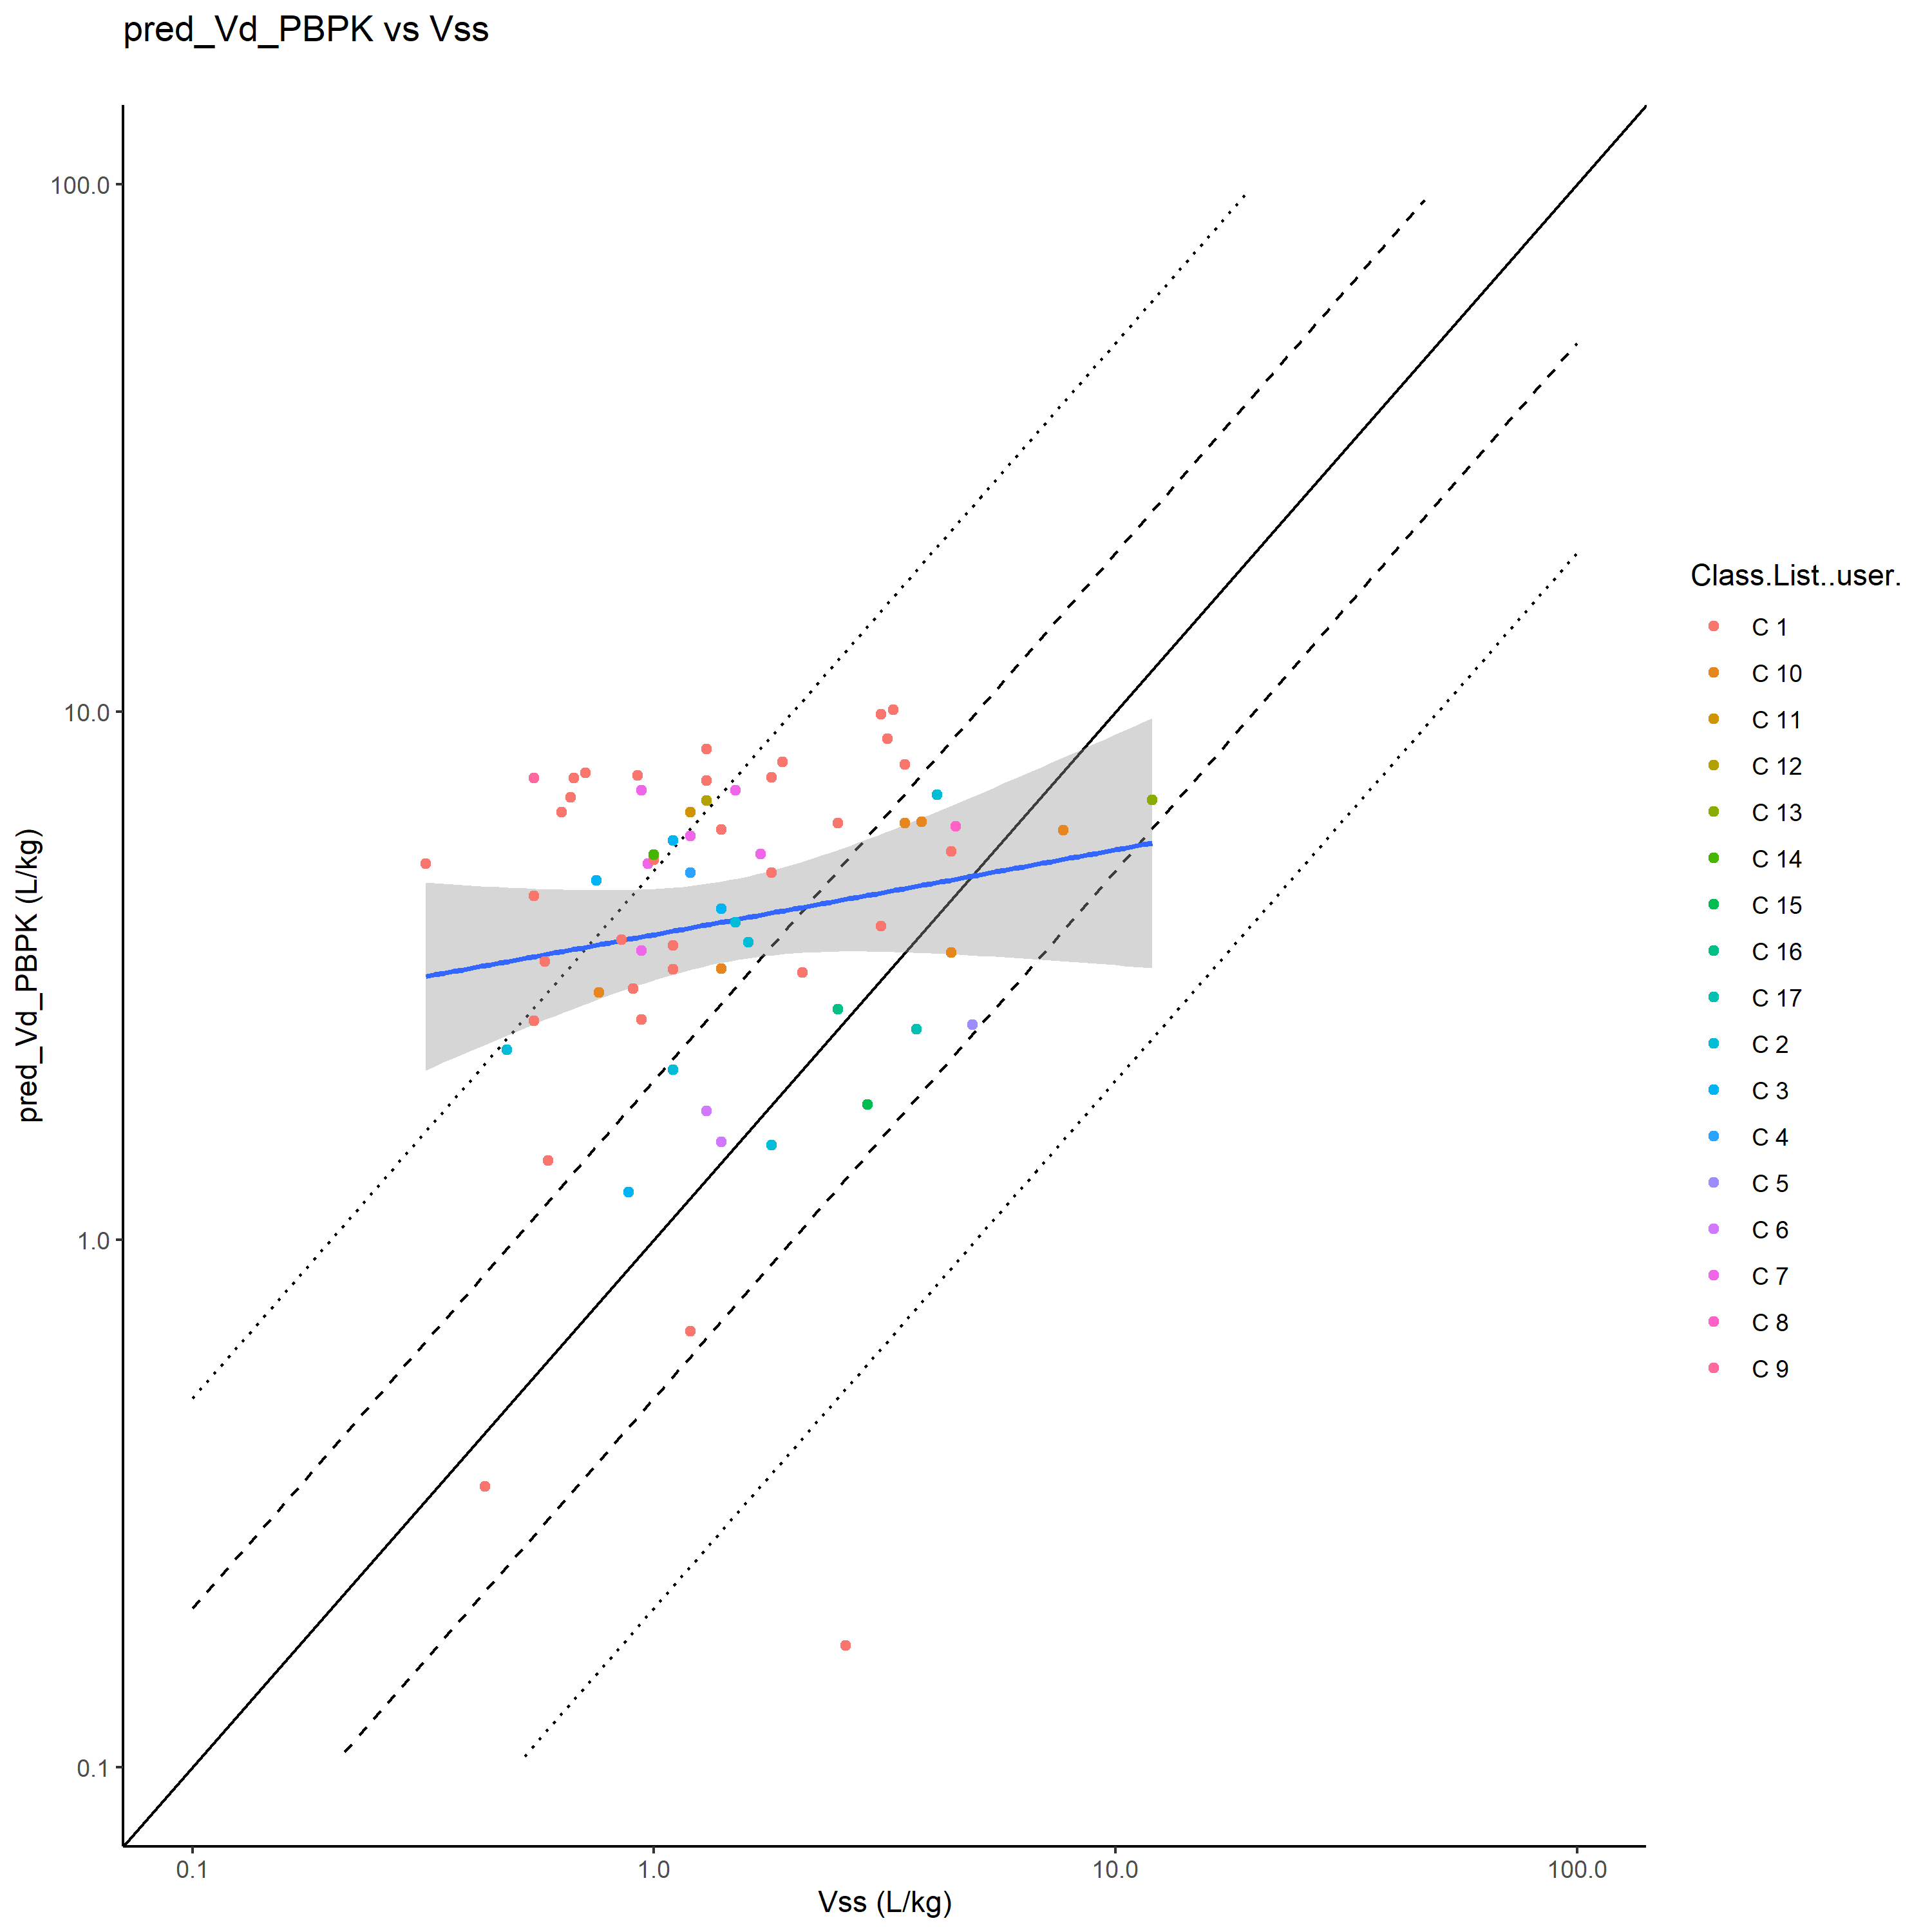 pred_Vd_PBPK vs Vss
100.0
10.0
1.0
0.1
pred_Vd_PBPK (L/kg)
0.1
1.0
10.0
100.0
Vss (L/kg)
Class.List..user.
C 1
C 10
C 11
C 12
C 13
C 14
C 15
C 16
C 17
C 2
C 3
C 4
C 5
C 6
C 7
C 8
C 9